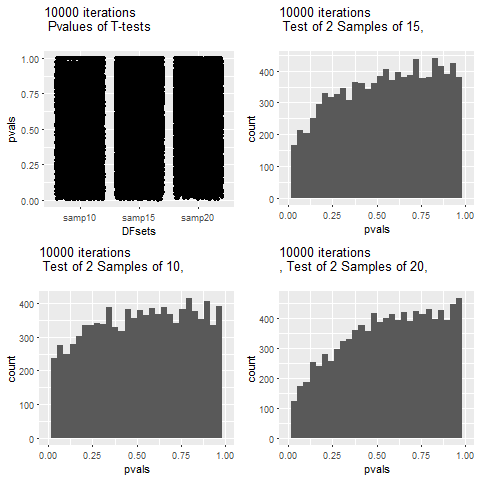 10000 iterations
Pvalues of T-tests
1.00
0.75
0.50
0.25
0.00
pvals
samp10 samp15 samp20
DFsets
10000 iterations
Test of 2 Samples of 15,
400
300
200
100
0
count
0.00 0.25 0.50 0.75 1.00
pvals
10000 iterations
Test of 2 Samples of 10,
400
300
200
100
0
count
0.00 0.25 0.50 0.75 1.00
pvals
10000 iterations
, Test of 2 Samples of 20,
400
300
200
100
0
count
0.00 0.25 0.50 0.75 1.00
pvals